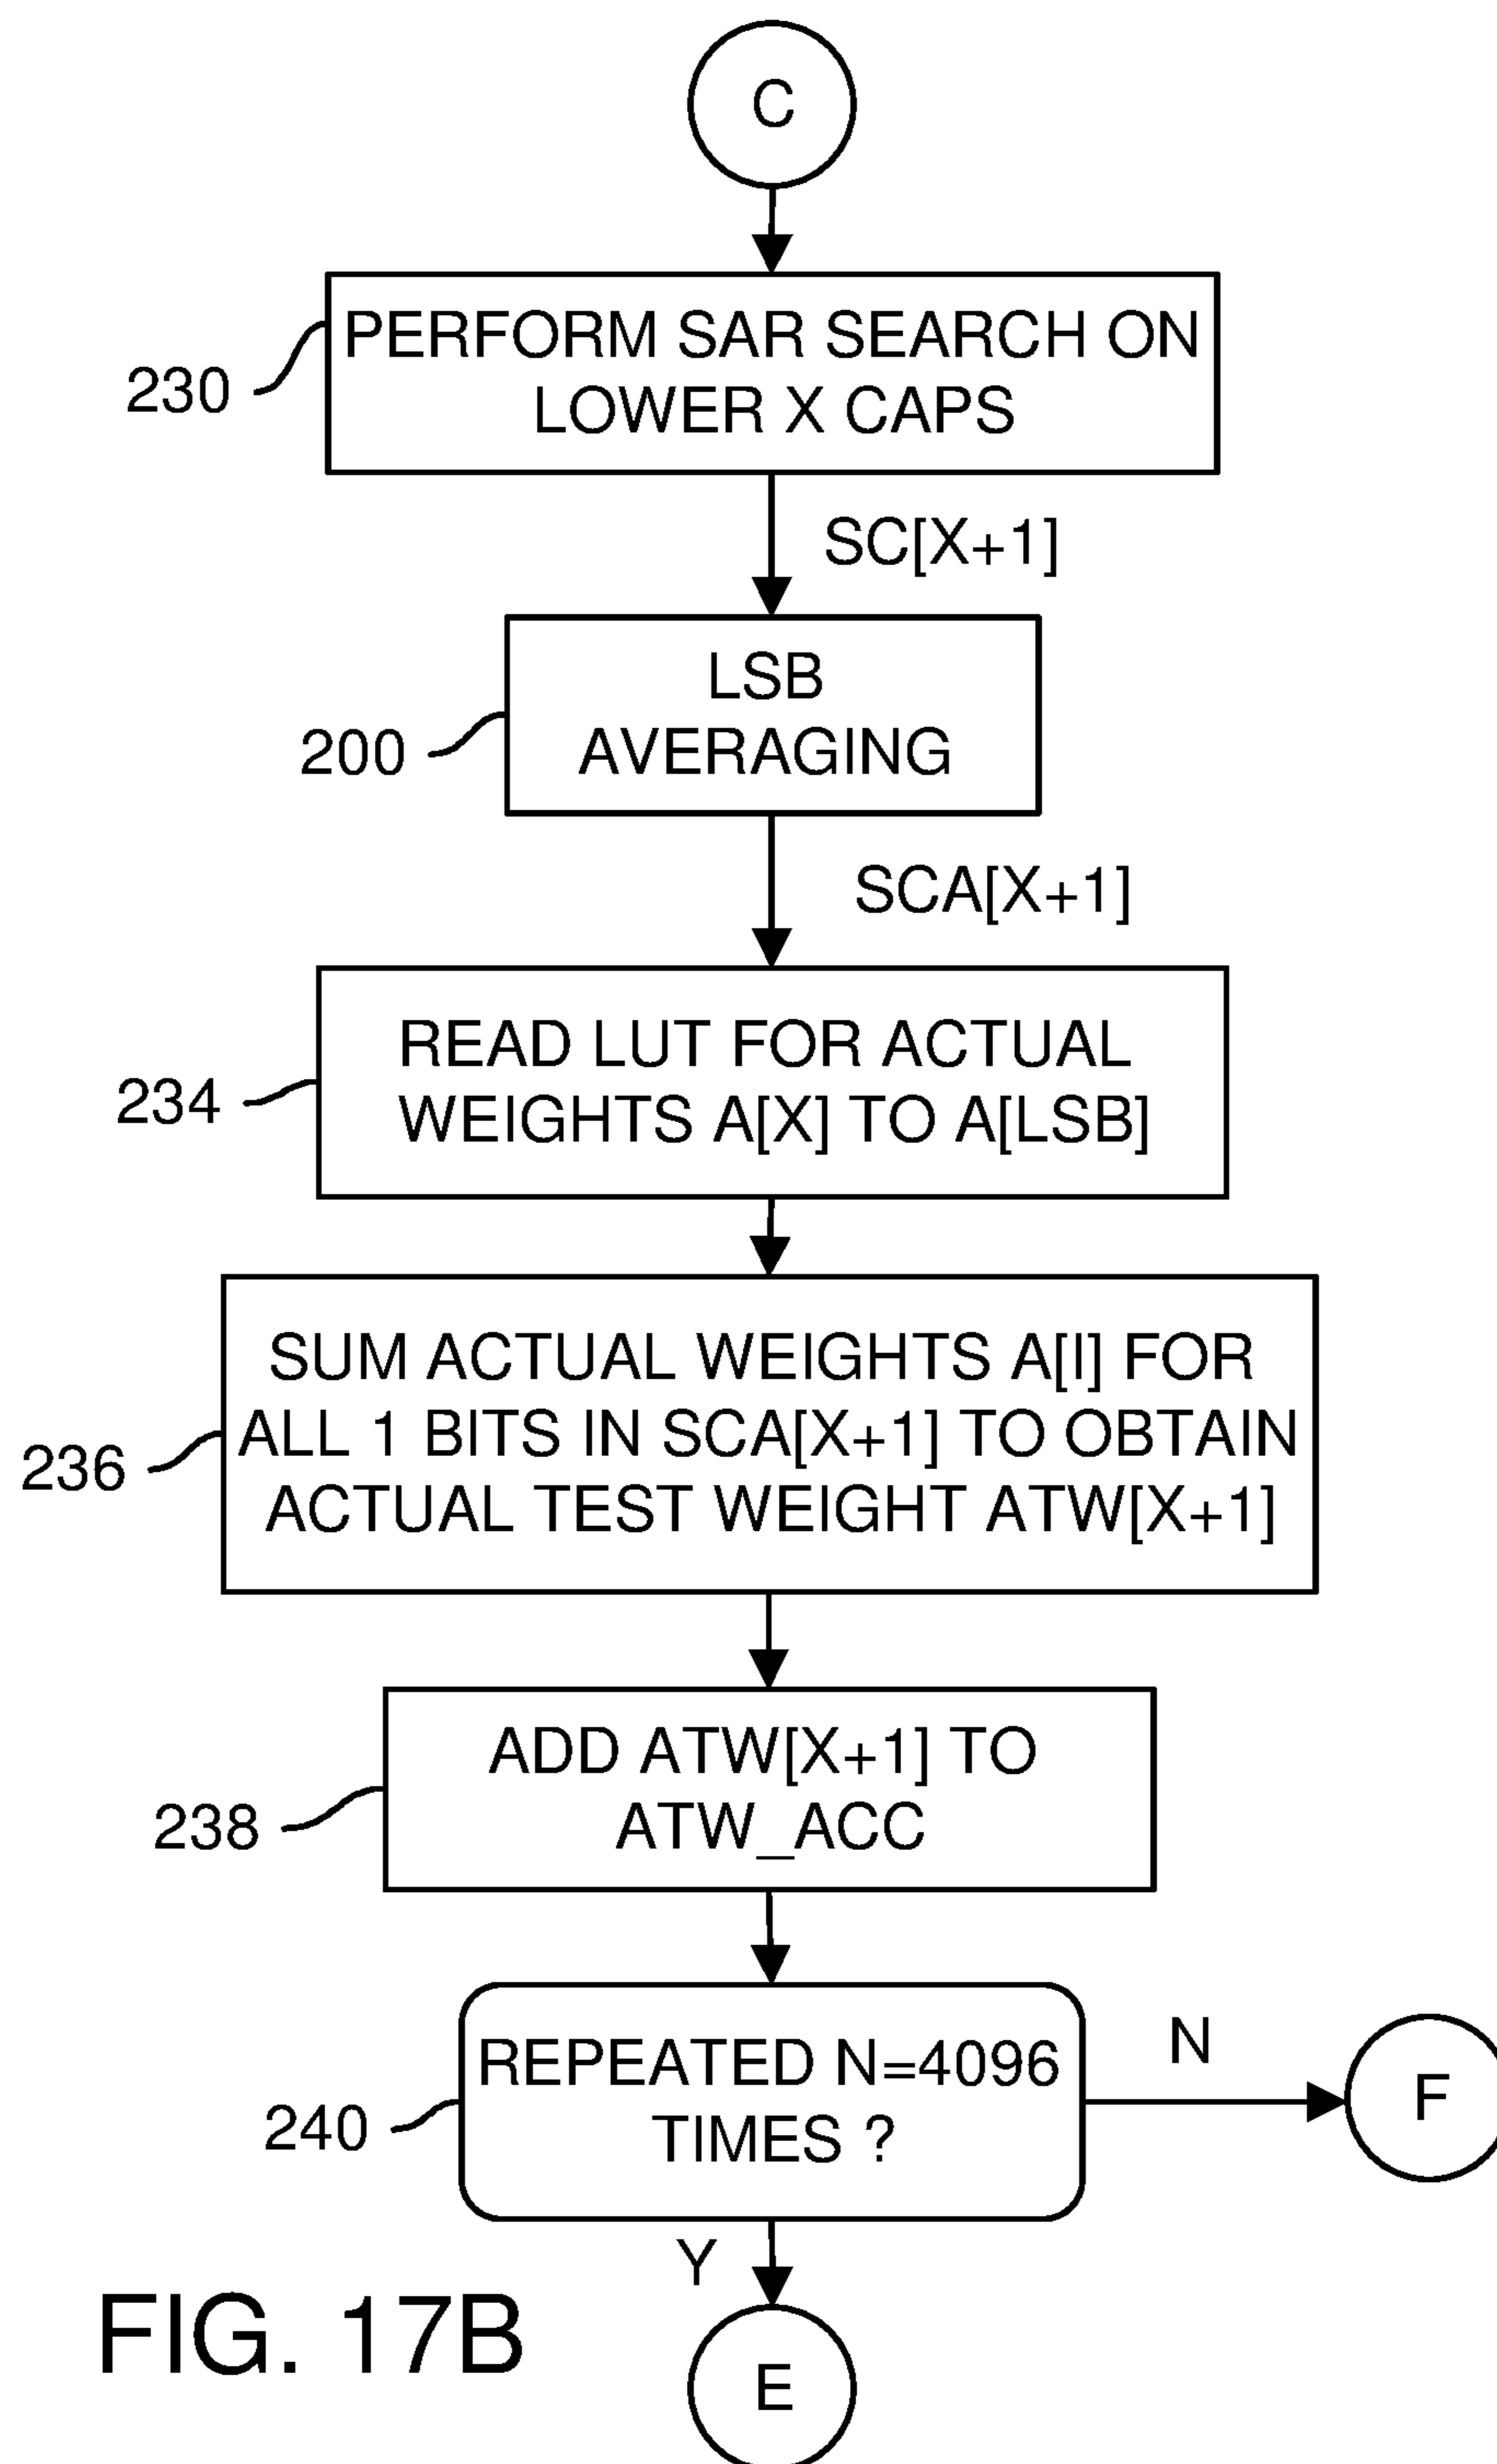 C
PERFORM SAR SEARCH ON
LOWER X CAPS
230
SC[X+1]
LSB
AVERAGING
200
SCA[X+1]
READ LUT FOR ACTUAL
WEIGHTS A[X] TO A[LSB]
234
SUM ACTUAL WEIGHTS A[I] FOR
ALL 1 BITS IN SCA[X+1] TO OBTAIN
ACTUAL TEST WEIGHT ATW[X+1]
236
ADD ATW[X+1] TO
ATW_ACC
238
REPEATED N=4096
TIMES ?
240
N
F
Y
E
FIG. 17B